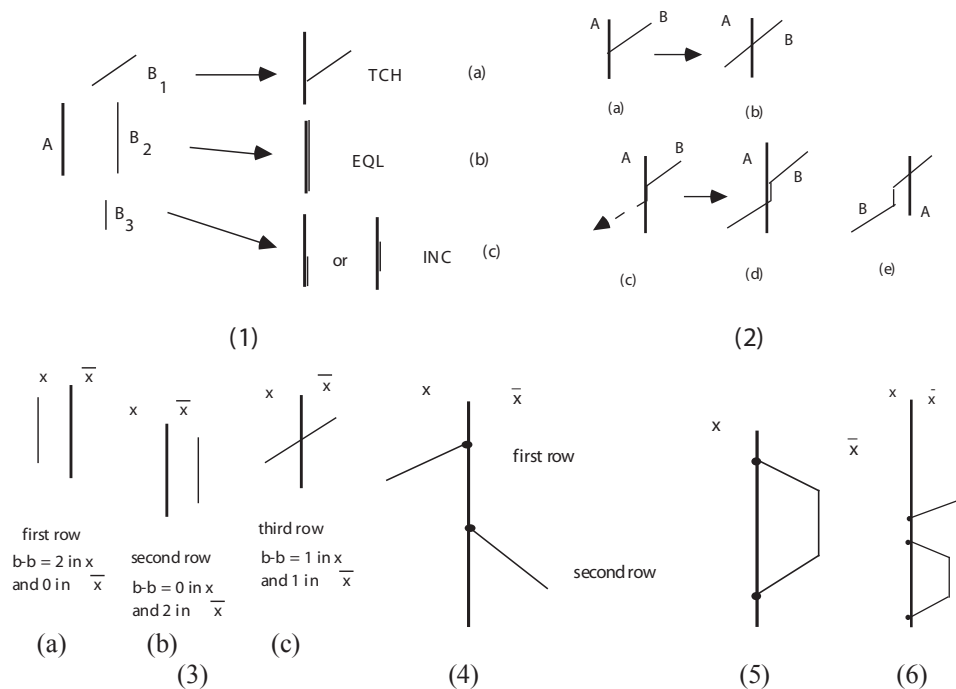 B1
A
B2
B3
TCH
(a)
EQL
(b)
or
INC
(c)
(1)
A
B
(a)
A
B
(b)
A
B
(c)
A
B
(d)
B
A
(e)
(2)
x x̅
first row
b-b = 2 in x
and 0 in x̅
(a)
x x̅
second row
b-b = 0 in x
and 2 in x̅
(b)
x x̅
third row
b-b = 1 in x
and 1 in x̅
(c)
(3)
x x̅
first row
second row
(4)
x x̅
(5)
x x̅
(6)